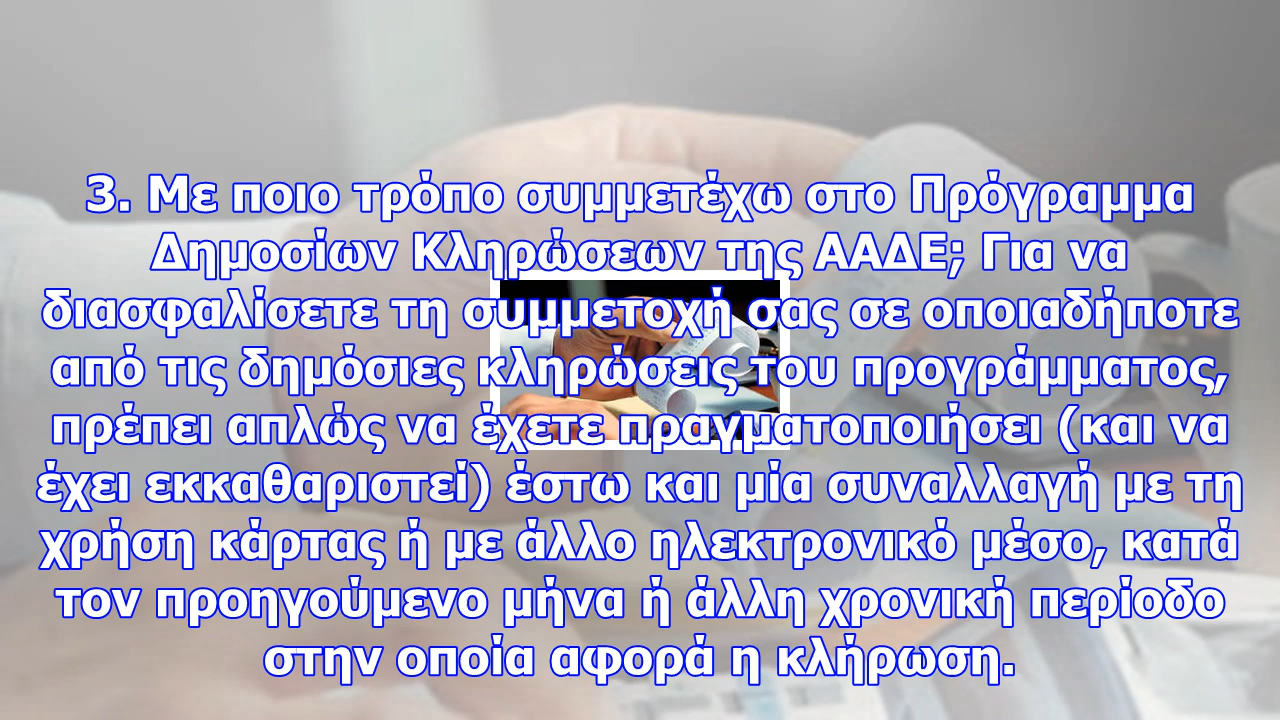 3. Με ποιο τρόπο συμμετέχω στο Πρόγραμμα
Δημοσίων Κληρώσεων της ΑΑΔΕ; Για να
διασφαλίσετε τη συμμετοχή σας σε οποιαδήποτε
από τις δημόσιες κληρώσεις του προγράμματος,
πρέπει απλώς να έχετε πραγματοποιήσει (και να
έχει εκκαθαριστεί) έστω και μία συναλλαγή με τη
χρήση κάρτας ή με άλλο ηλεκτρονικό μέσο, κατά
τον προηγούμενο μήνα ή άλλη χρονική περίοδο
στην οποία αφορά η κλήρωση.